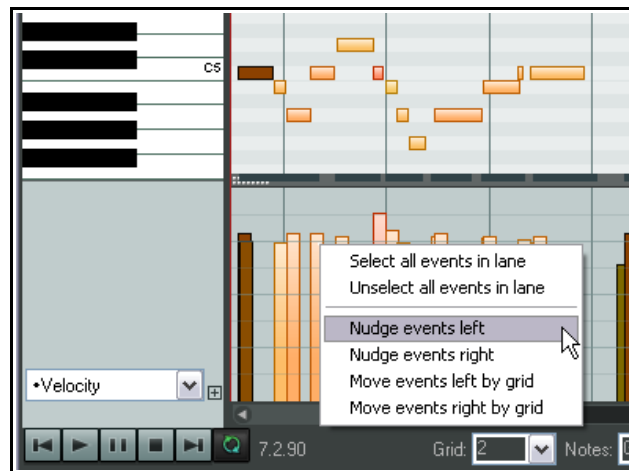 C5
Select all events in lane
Unselect all events in lane
Nudge events left
Nudge events right
Move events left by grid
Move events right by grid
•Velocity
7.2.90 Grid: 2 Notes: